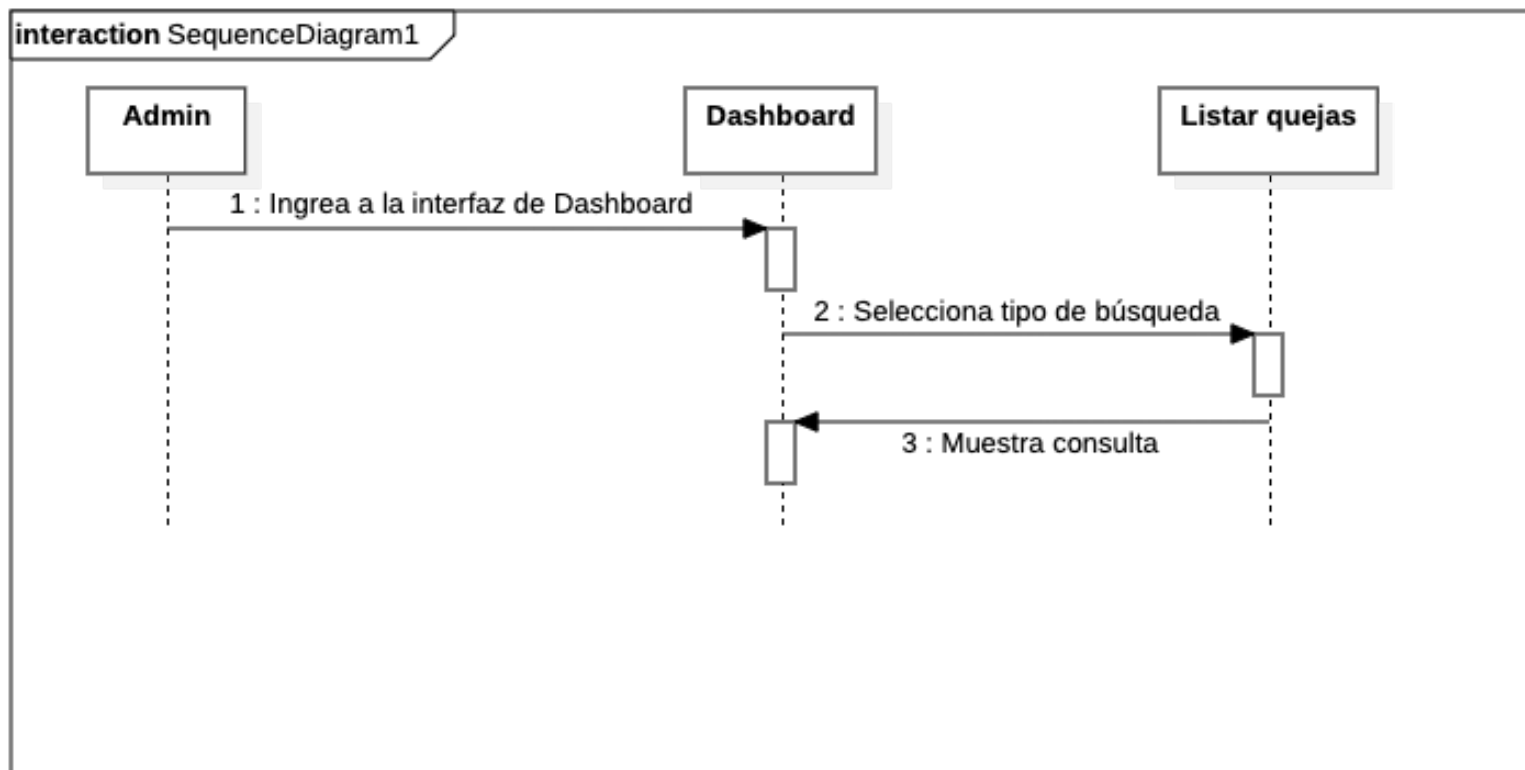 interaction SequenceDiagram1
Admin
Dashboard
Listar quejas
1 : Ingrea a la interfaz de Dashboard
2 : Selecciona tipo de búsqueda
3 : Muestra consulta